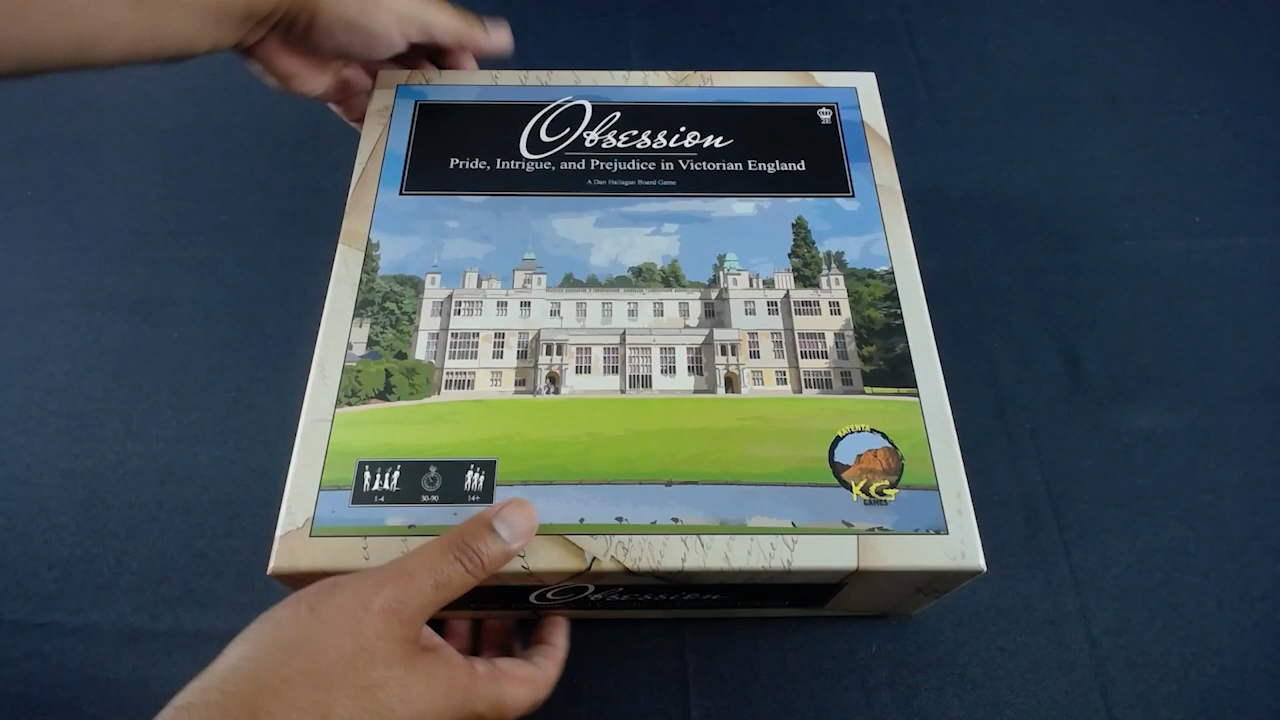 Obsession
Pride, Intrigue, and Prejudice in Victorian England
A Dan Hallagan Board Game
1-4
30-90
14+
KAYENTA
KG
GAMES
Obsession